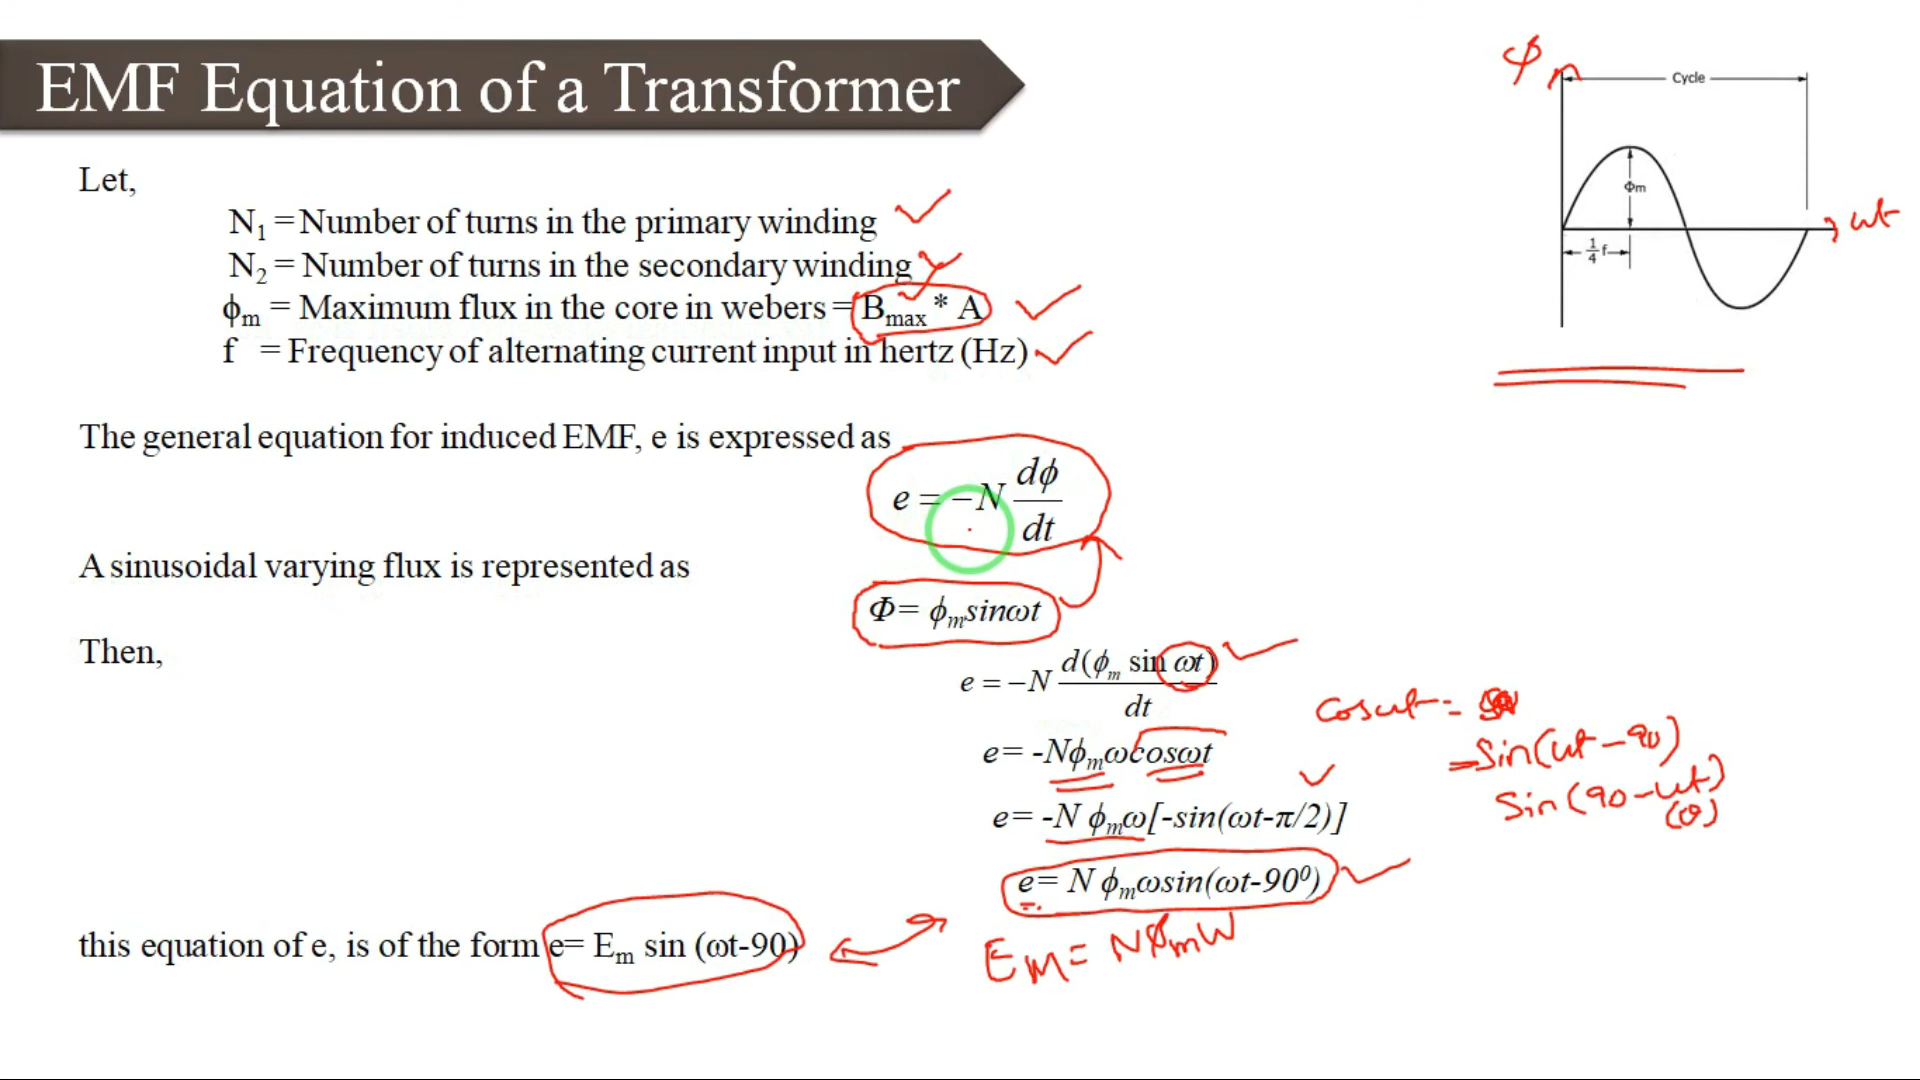 EMF Equation of a Transformer
Let,
N₁ = Number of turns in the primary winding
N₂ = Number of turns in the secondary winding
ϕₘ = Maximum flux in the core in webers = Bmax * A
f = Frequency of alternating current input in hertz (Hz)
ϕm
Cycle
Φm
ωt
1/4 f
The general equation for induced EMF, e is expressed as
e = −N dϕ/dt
A sinusoidal varying flux is represented as
Φ= ϕₘsinωt
Then,
e = −N d(ϕₘ sin ωt)/dt
e= -Nϕₘωcosωt
e= -N ϕₘω[-sin(ωt-π/2)]
e= N ϕₘωsin(ωt-90⁰)
Cosωt =
-Sin(ωt-90)
Sin(90-ωt)
(θ)
this equation of e, is of the form e= Eₘ sin (ωt-90)
Em = NϕmW